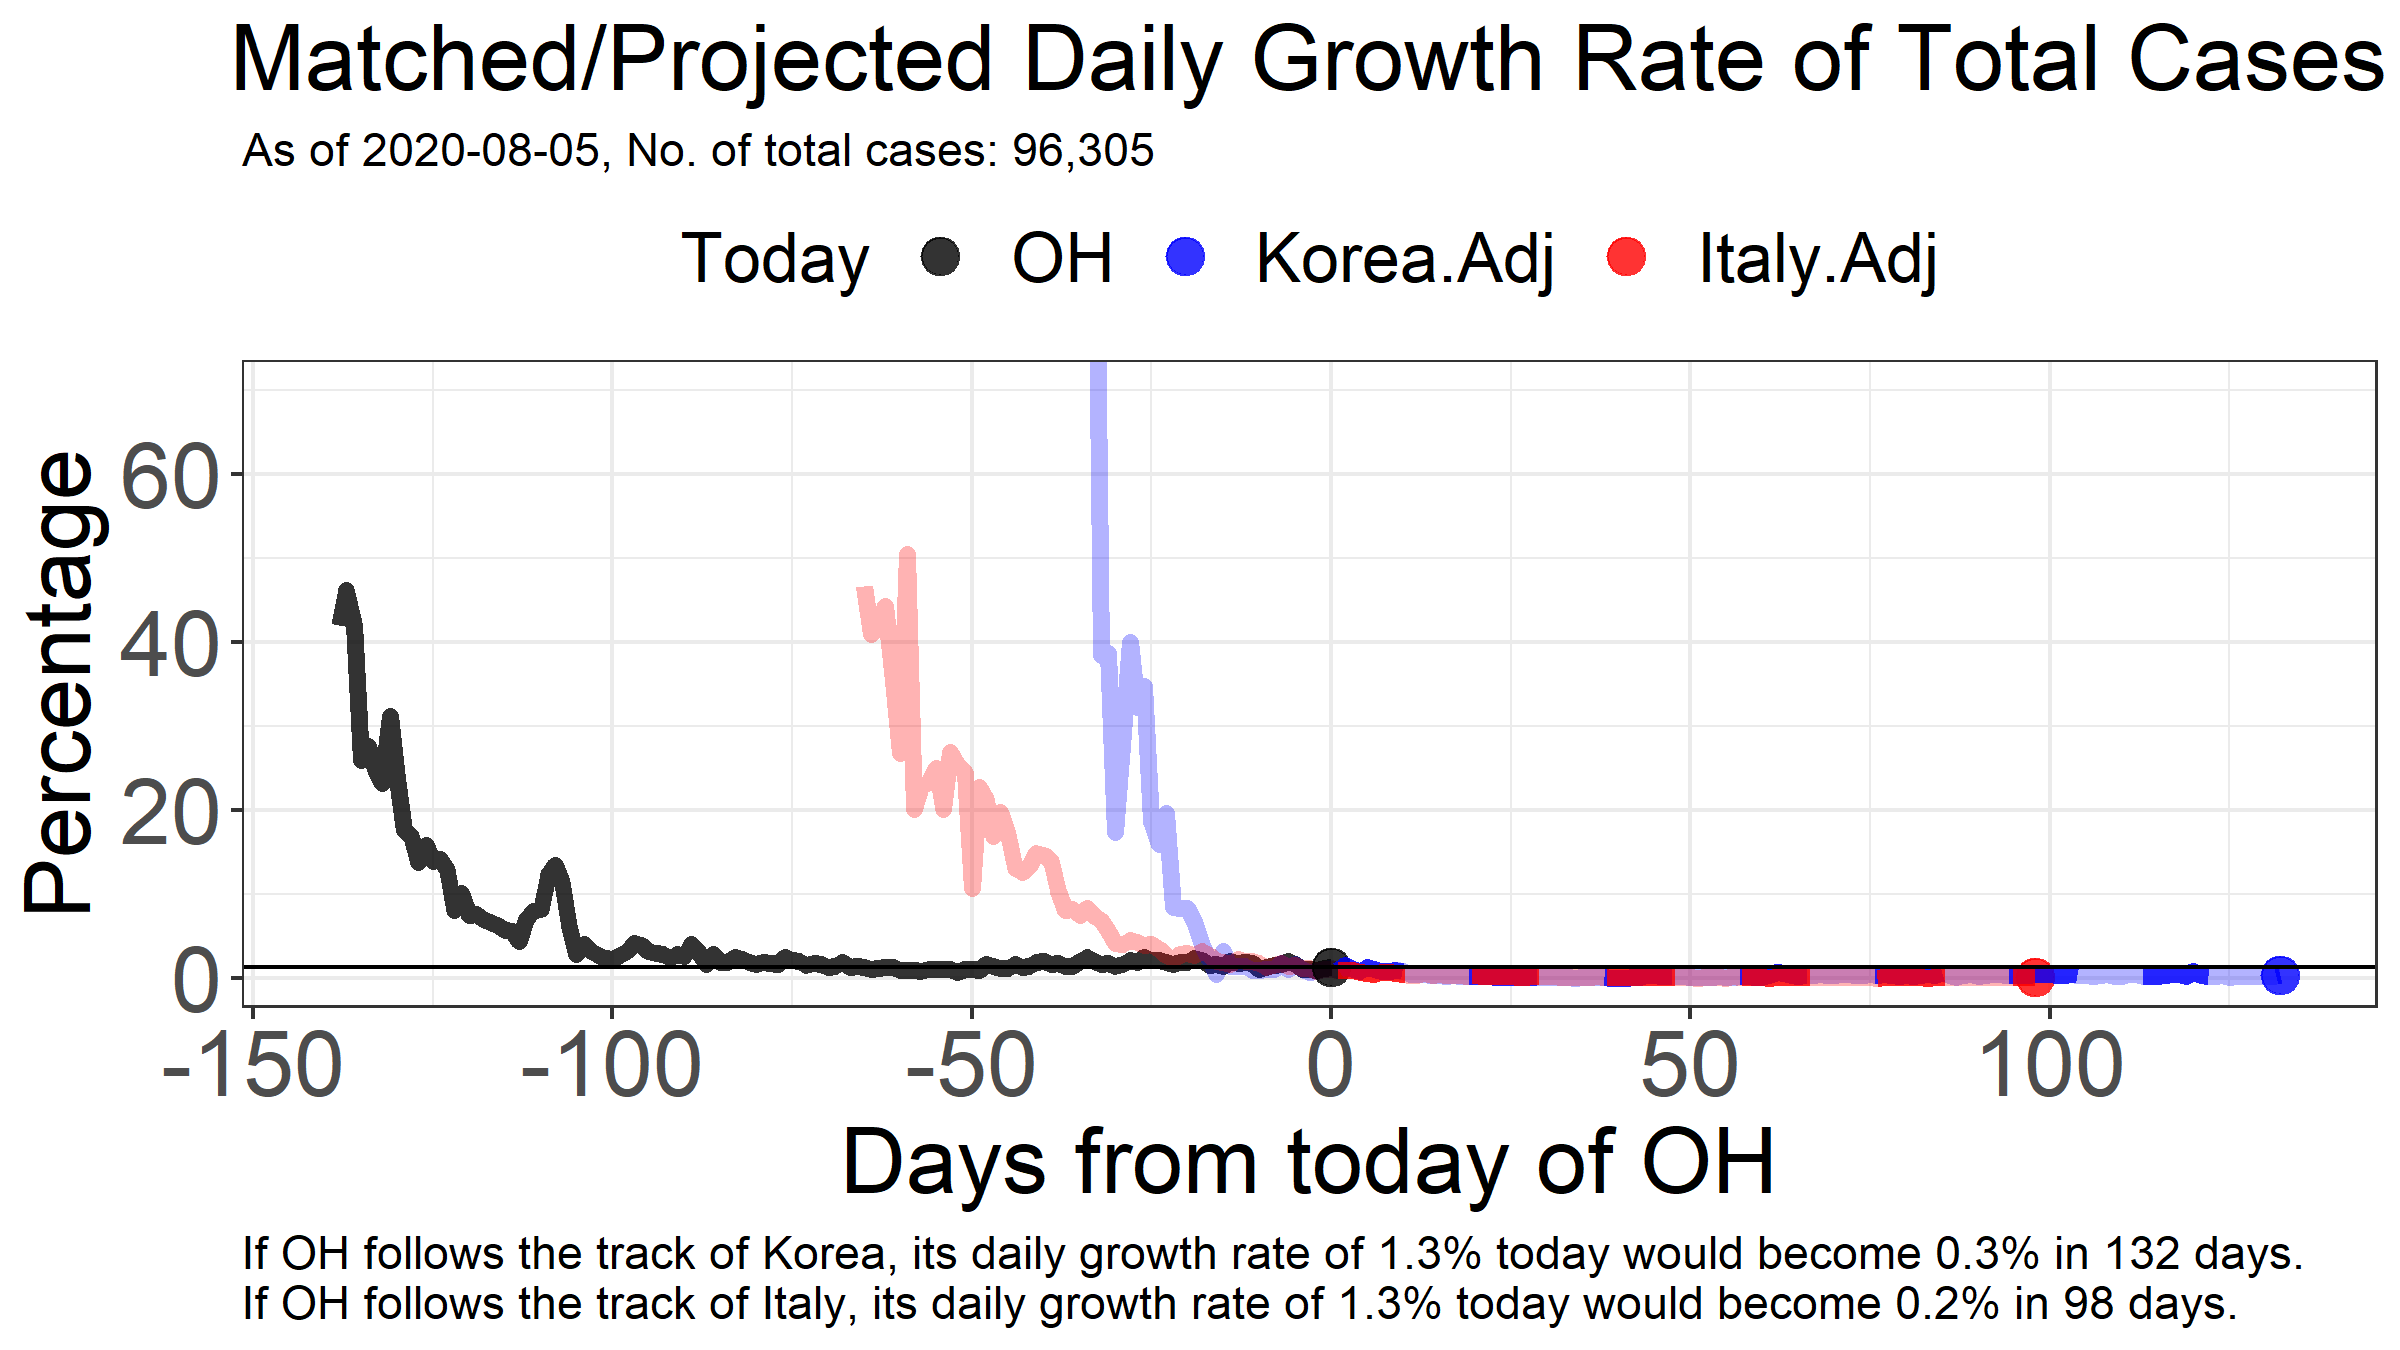 Matched/Projected Daily Growth Rate of Total Cases
As of 2020-08-05, No. of total cases: 96,305
Today OH Korea.Adj Italy.Adj
Percentage
60
40
20
0
-150 -100 -50 0 50 100
Days from today of OH
If OH follows the track of Korea, its daily growth rate of 1.3% today would become 0.3% in 132 days.
If OH follows the track of Italy, its daily growth rate of 1.3% today would become 0.2% in 98 days.